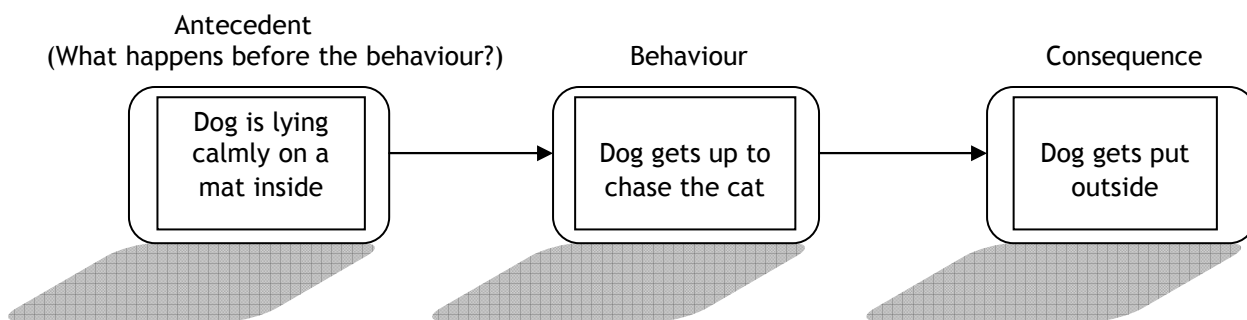 Antecedent
(What happens before the behaviour?)
Behaviour
Consequence
Dog is lying
calmly on a
mat inside
Dog gets up to
chase the cat
Dog gets put
outside